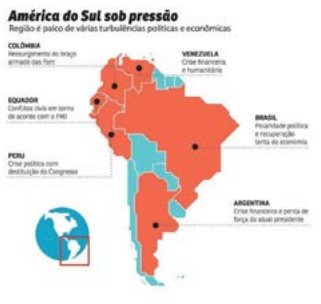 América do Sul sob pressão
Região é palco de várias turbulências políticas e econômicas
COLÔMBIA
Ressurgimento do braço
armado das Farc
VENEZUELA
Crise financeira
e humanitária
EQUADOR
Conflitos civis em torno
de acordo com o FMI
BRASIL
Polaridade política
e recuperação
lenta da economia
PERU
Crise política com
destituição do Congresso
ARGENTINA
Crise financeira e perda de
força do atual presidente